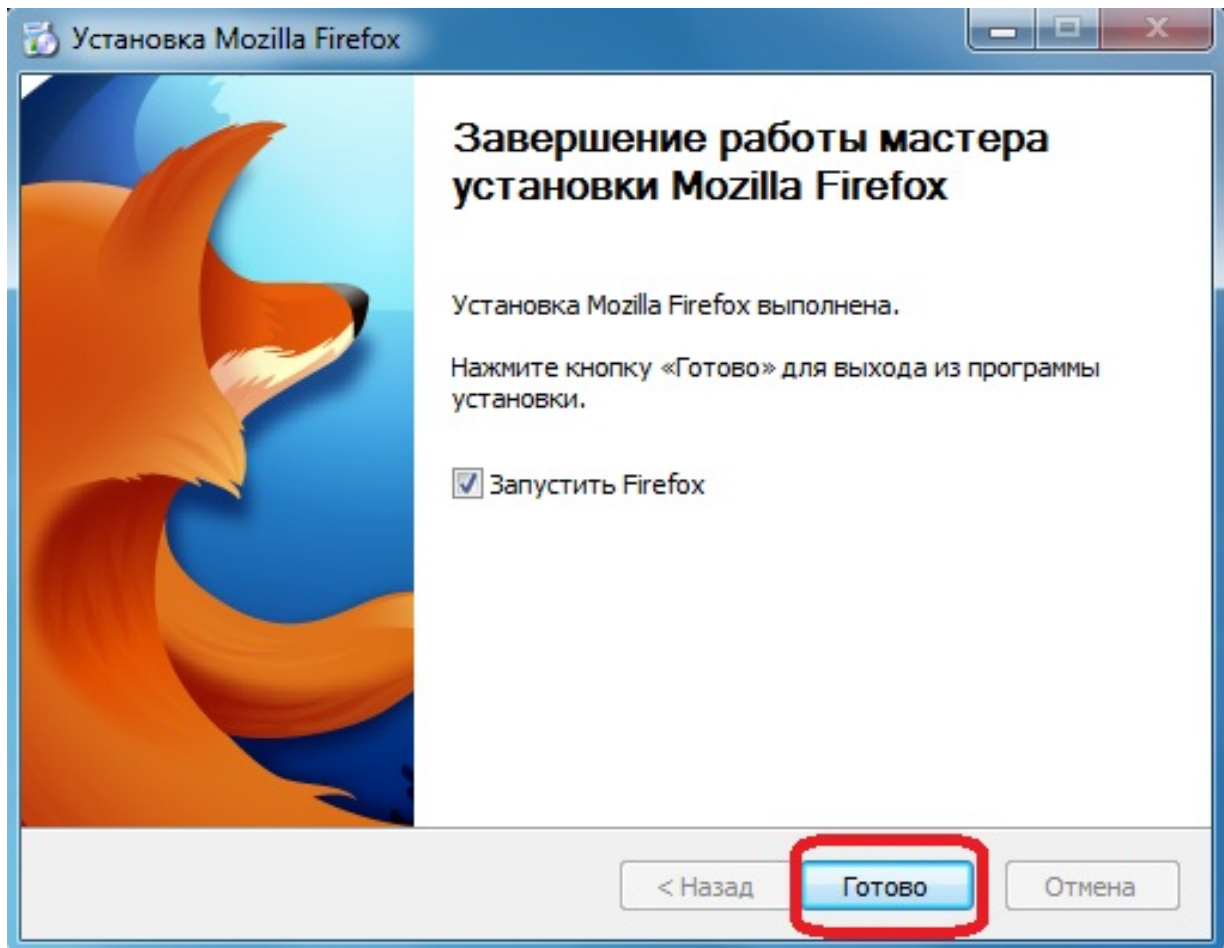 Установка Mozilla Firefox
Завершение работы мастера
установки Mozilla Firefox
Установка Mozilla Firefox выполнена.
Нажмите кнопку «Готово» для выхода из программы
установки.
Запустить Firefox
< Назад
Готово
Отмена